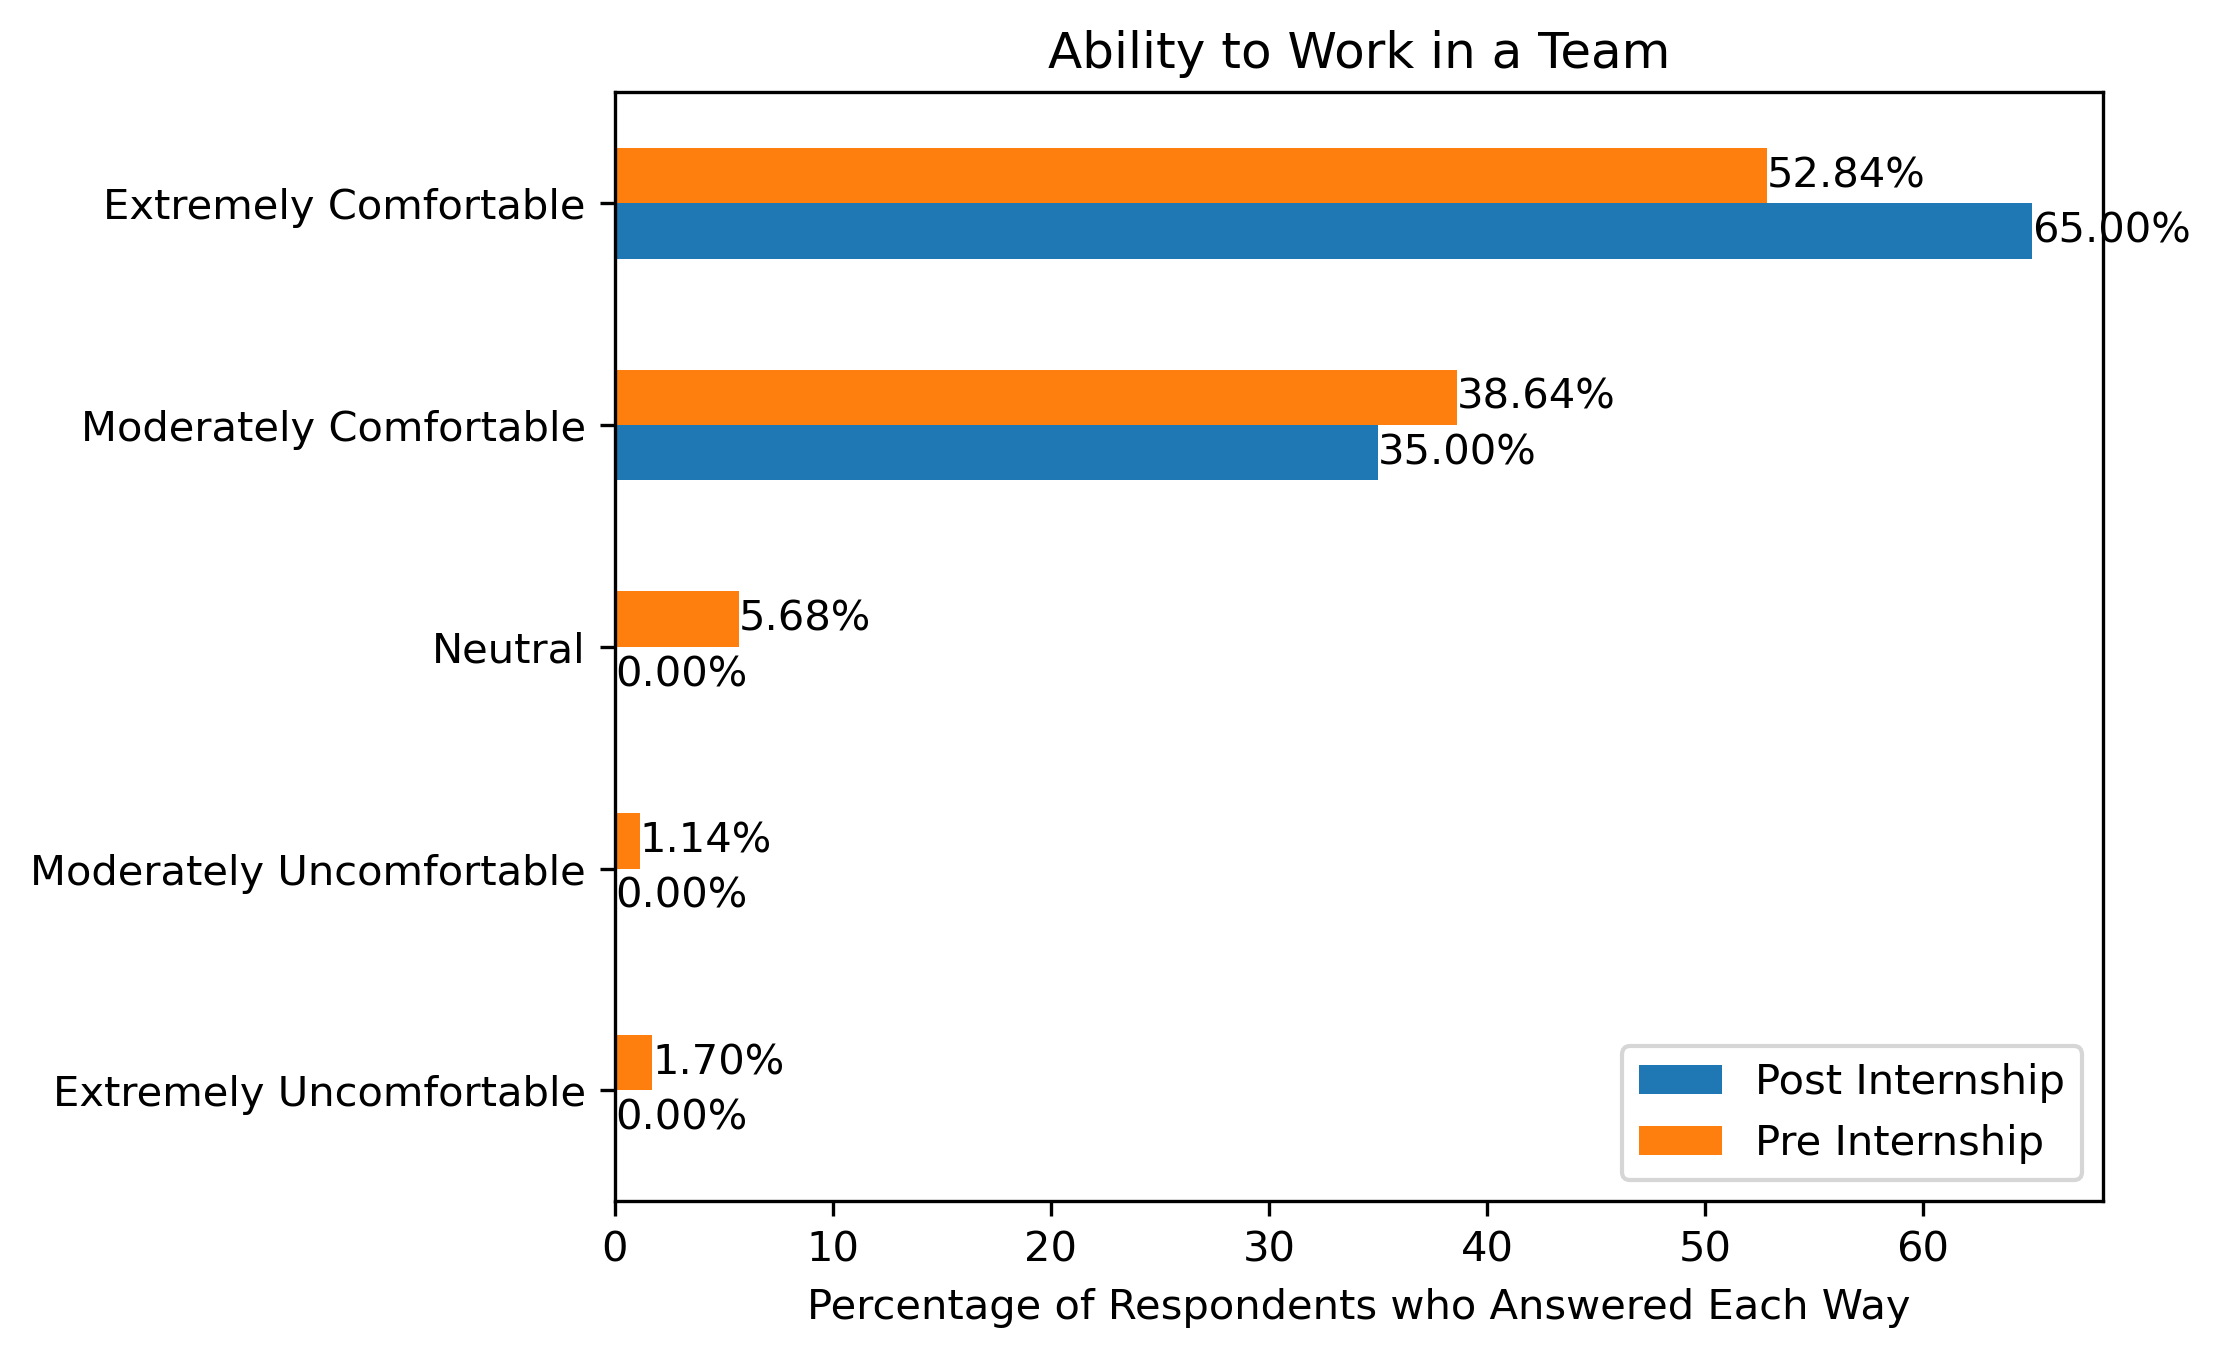 Ability to Work in a Team
Extremely Comfortable
52.84%
65.00%
Moderately Comfortable
38.64%
35.00%
Neutral
5.68%
0.00%
Moderately Uncomfortable
1.14%
0.00%
Extremely Uncomfortable
1.70%
0.00%
Post Internship
Pre Internship
0 10 20 30 40 50 60
Percentage of Respondents who Answered Each Way